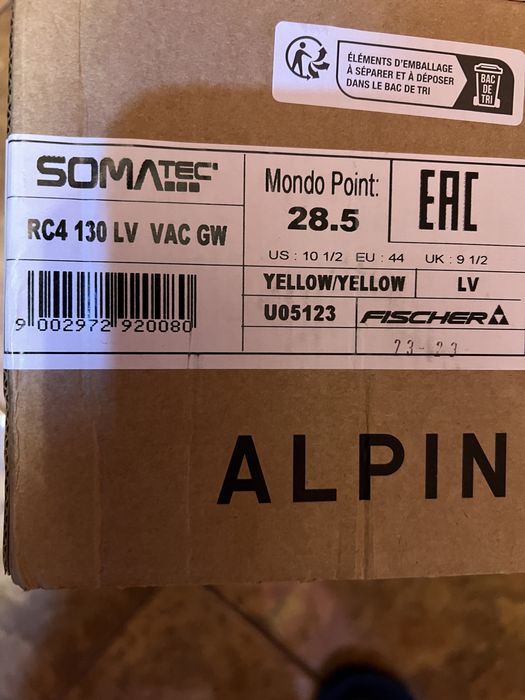 ÉLÉMENTS D'EMBALLAGE
À SÉPARER ET À DÉPOSER
DANS LE BAC DE TRI
BAC
DE
TRI
SOMATEC
RC4 130 LV VAC GW
9 002972 920080
Mondo Point:
28.5
EAC
US : 10 1/2 EU : 44 UK : 9 1/2
YELLOW/YELLOW LV
U05123 FISCHER
23-23
ALPIN